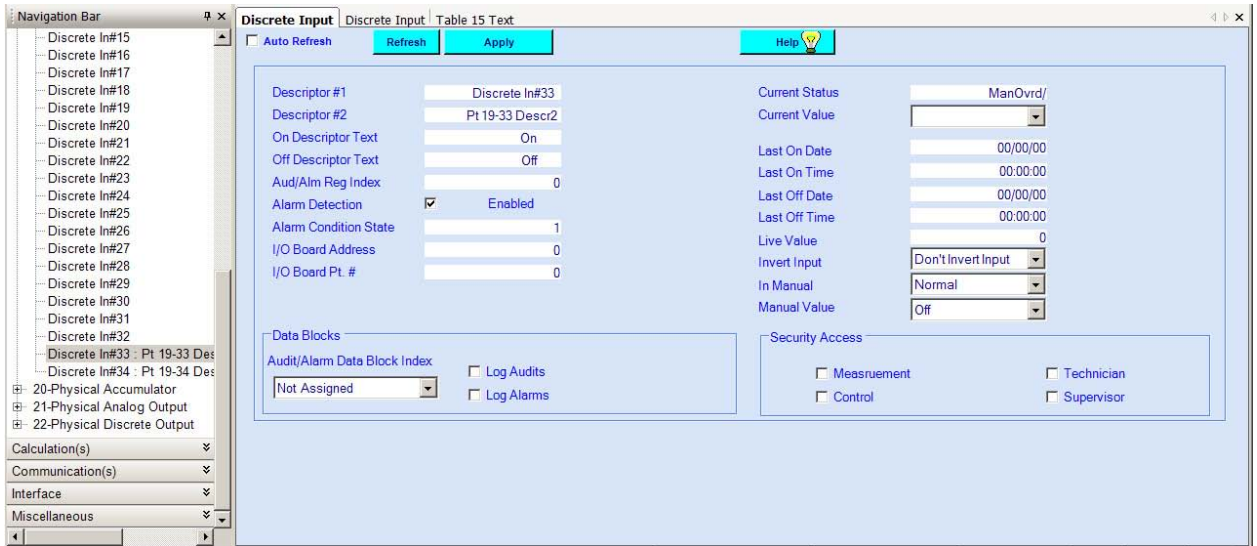 Navigation Bar
Discrete In#15
Discrete In#16
Discrete In#17
Discrete In#18
Discrete In#19
Discrete In#20
Discrete In#21
Discrete In#22
Discrete In#23
Discrete In#24
Discrete In#25
Discrete In#26
Discrete In#27
Discrete In#28
Discrete In#29
Discrete In#30
Discrete In#31
Discrete In#32
Discrete In#33 : Pt 19-33 Des
Discrete In#34 : Pt 19-34 Des
20-Physical Accumulator
21-Physical Analog Output
22-Physical Discrete Output
Calculation(s)
Communication(s)
Interface
Miscellaneous
Discrete Input Discrete Input Table 15 Text
Auto Refresh Refresh Apply Help
Descriptor #1 Discrete In#33
Descriptor #2 Pt 19-33 Descr2
On Descriptor Text On
Off Descriptor Text Off
Aud/Alm Reg Index 0
Alarm Detection Enabled
Alarm Condition State 1
I/O Board Address 0
I/O Board Pt. # 0
Current Status ManOvrd/
Current Value
Last On Date 00/00/00
Last On Time 00:00:00
Last Off Date 00/00/00
Last Off Time 00:00:00
Live Value 0
Invert Input Don't Invert Input
In Manual Normal
Manual Value Off
Data Blocks
Audit/Alarm Data Block Index
Not Assigned
Log Audits
Log Alarms
Security Access
Measruement Technician
Control Supervisor